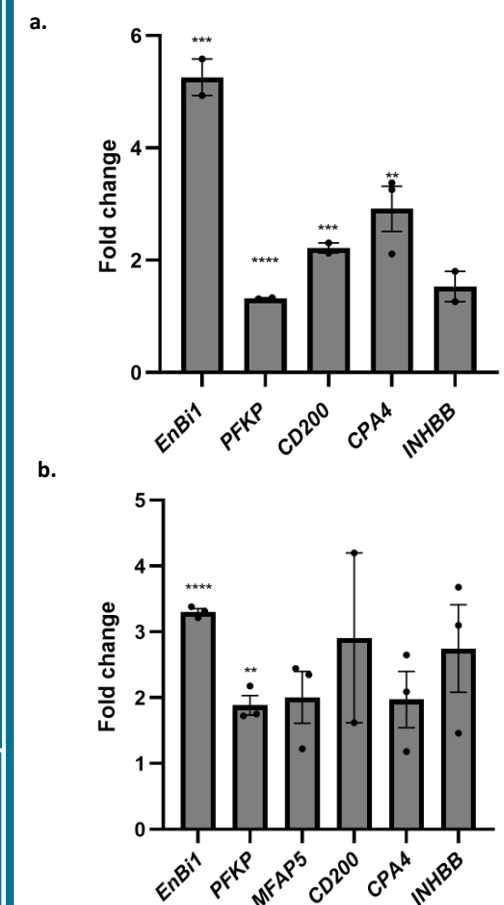 a.
Fold change
6
4
2
0
***
****
***
**
EnBi1
PFKP
CD200
CPA4
INHBB
b.
Fold change
5
4
3
2
1
0
****
**
EnBi1
PFKP
MFAP5
CD200
CPA4
INHBB